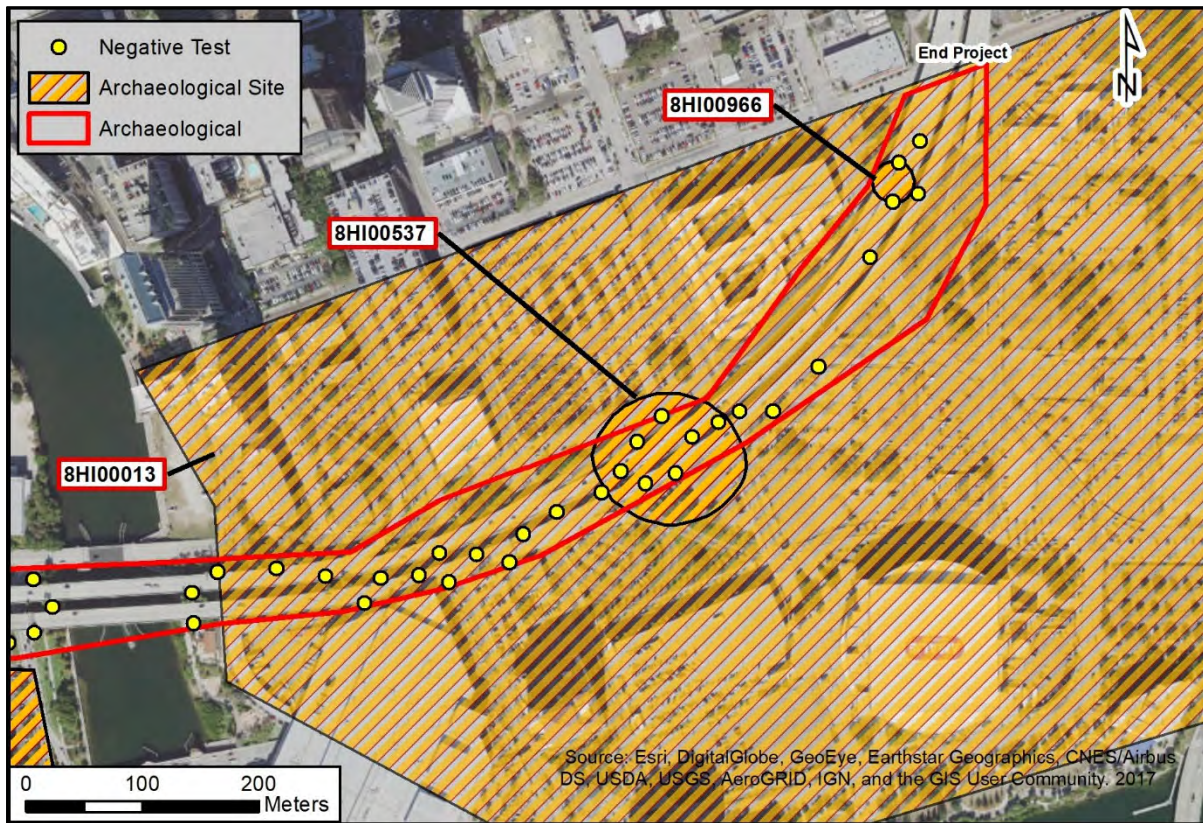 Negative Test
Archaeological Site
Archaeological
End Project
N
8HI00966
8HI00537
8HI00013
Source: Esri, DigitalGlobe, GeoEye, Earthstar Geographics, CNES/Airbus
DS, USDA, USGS, AeroGRID, IGN, and the GIS User Community. 2017
0 100 200
Meters